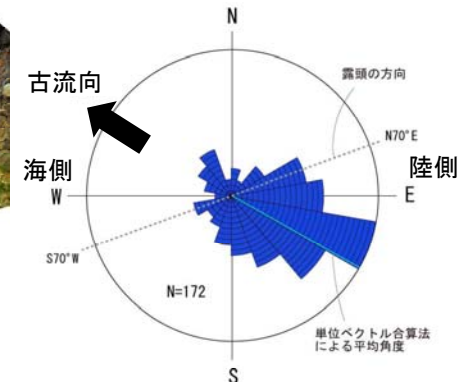 N
露頭の方向
古流向
N70°E
海側
陸側
W
E
S70°W
N=172
単位ベクトル合算法
による平均角度
S